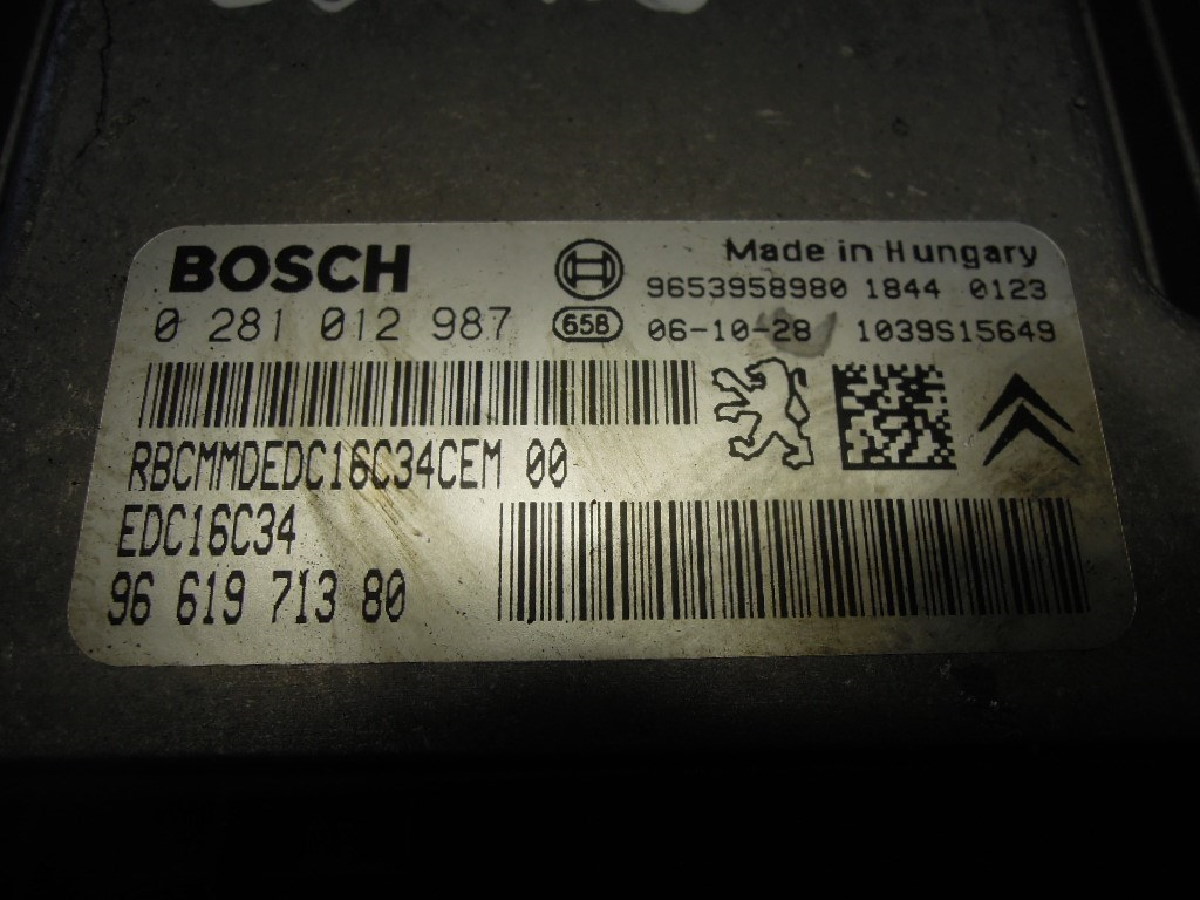 BOSCH
Made in Hungary
9653958980 1844 0123
0 281 012 987
658
06-10-28 1039S15649
RBCMMDEDC16C34CEM 00
EDC16C34
96 619 713 80